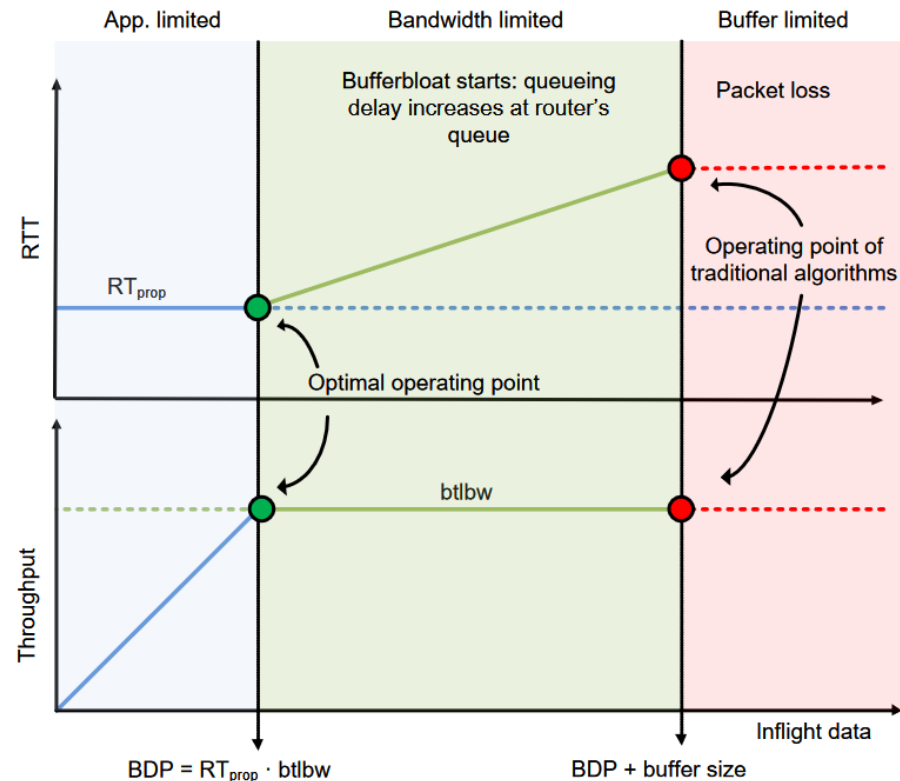 App. limited
Bandwidth limited
Buffer limited
Bufferbloat starts: queueing
delay increases at router's
queue
Packet loss
RTT
RTprop
Operating point of
traditional algorithms
Optimal operating point
btlbw
Throughput
Inflight data
BDP = RTprop · btlbw
BDP + buffer size